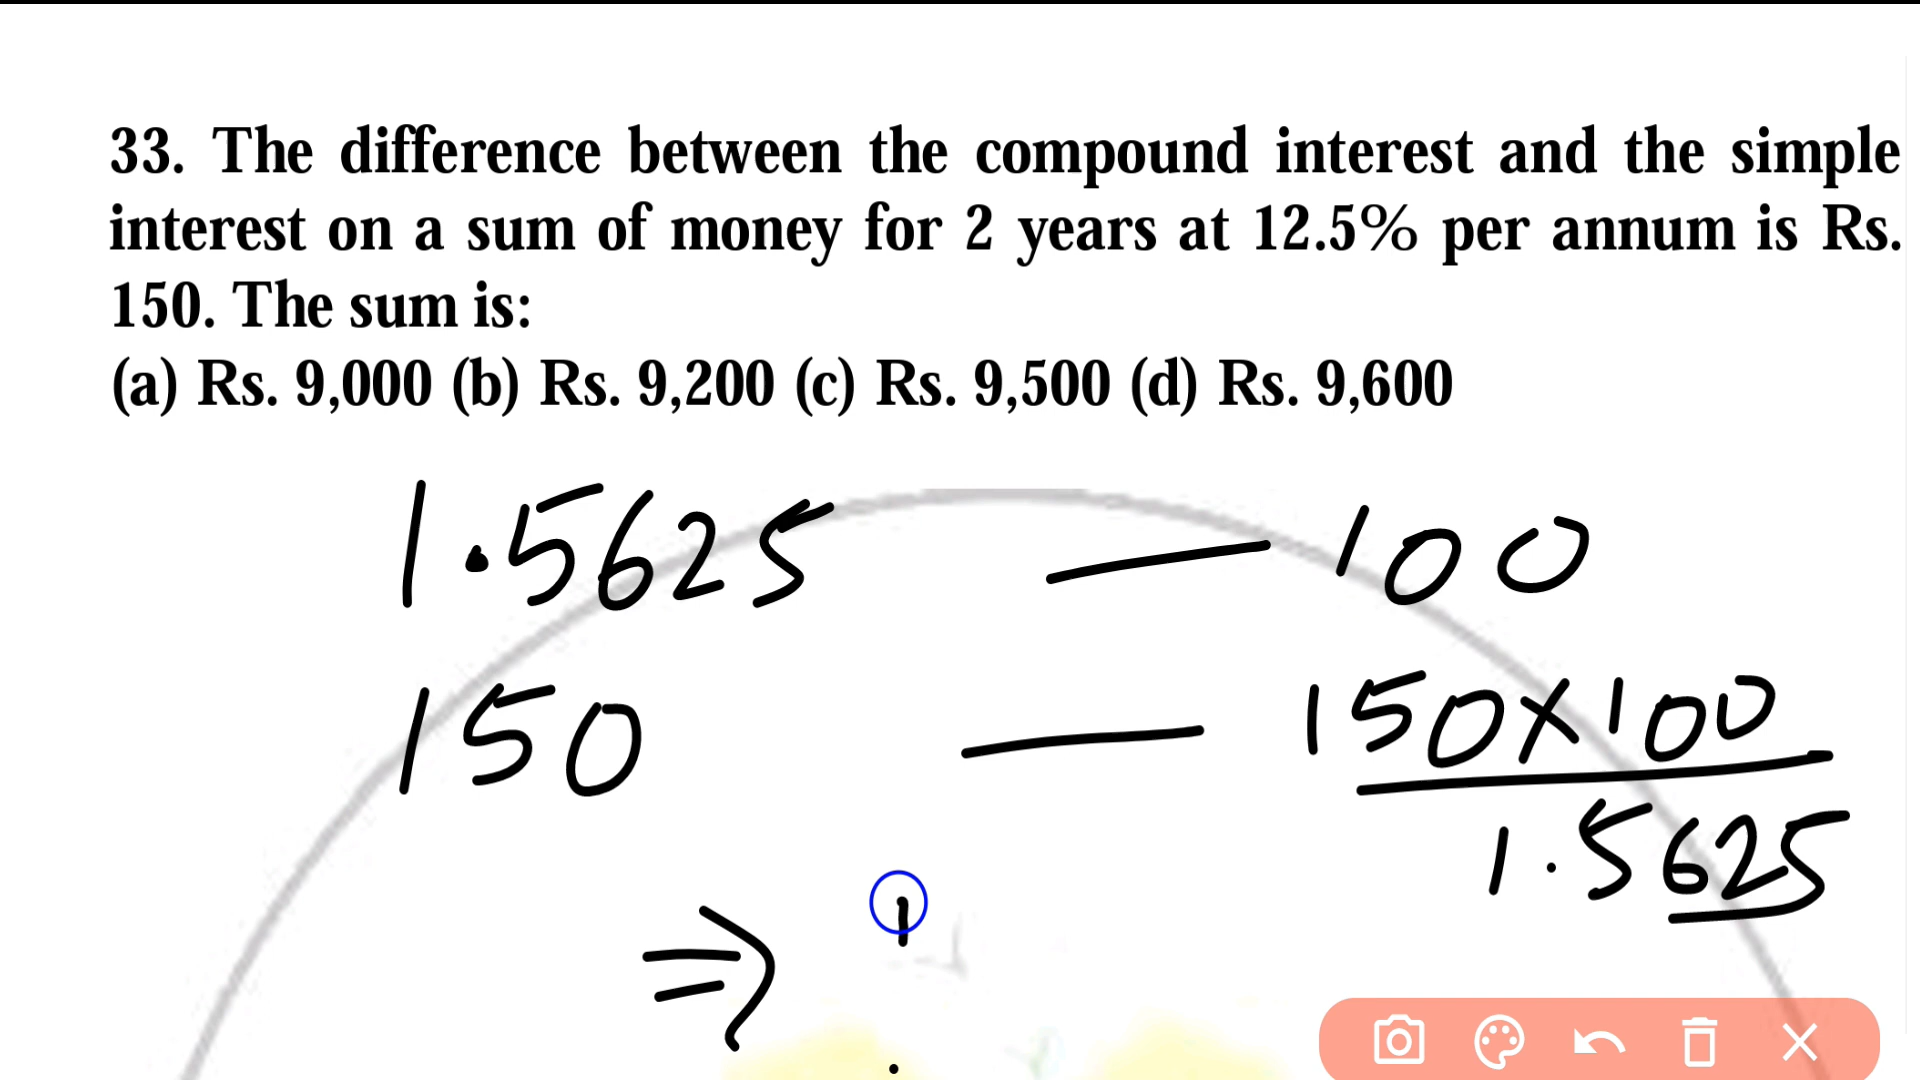 33. The difference between the compound interest and the simple
interest on a sum of money for 2 years at 12.5% per annum is Rs.
150. The sum is:
(a) Rs. 9,000 (b) Rs. 9,200 (c) Rs. 9,500 (d) Rs. 9,600
1.5625 — 100
150 — 150×100
1.5625
⇒ 1